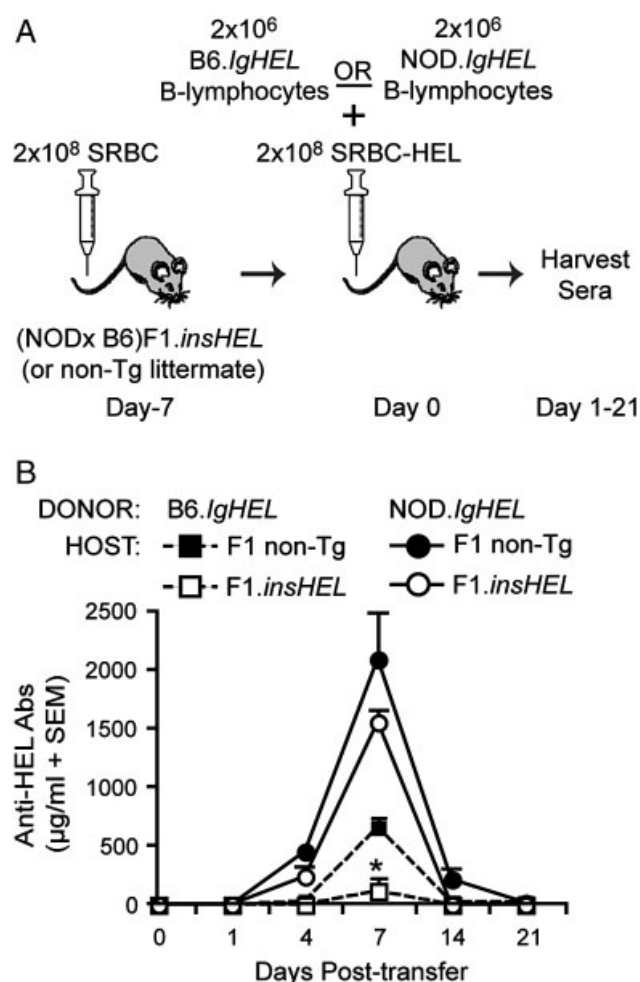 A
2x10⁶ 2x10⁶
B6.IgHEL OR NOD.IgHEL
B-lymphocytes + B-lymphocytes
2x10⁸ SRBC 2x10⁸ SRBC-HEL
Harvest
Sera
(NODx B6)F1.insHEL
(or non-Tg littermate)
Day-7 Day 0 Day 1-21
B
DONOR: B6.IgHEL NOD.IgHEL
HOST: F1 non-Tg F1 non-Tg
F1.insHEL F1.insHEL
Anti-HEL Abs
(µg/ml + SEM)
2500
2000
1500
1000
500
0
*
0 1 4 7 14 21
Days Post-transfer